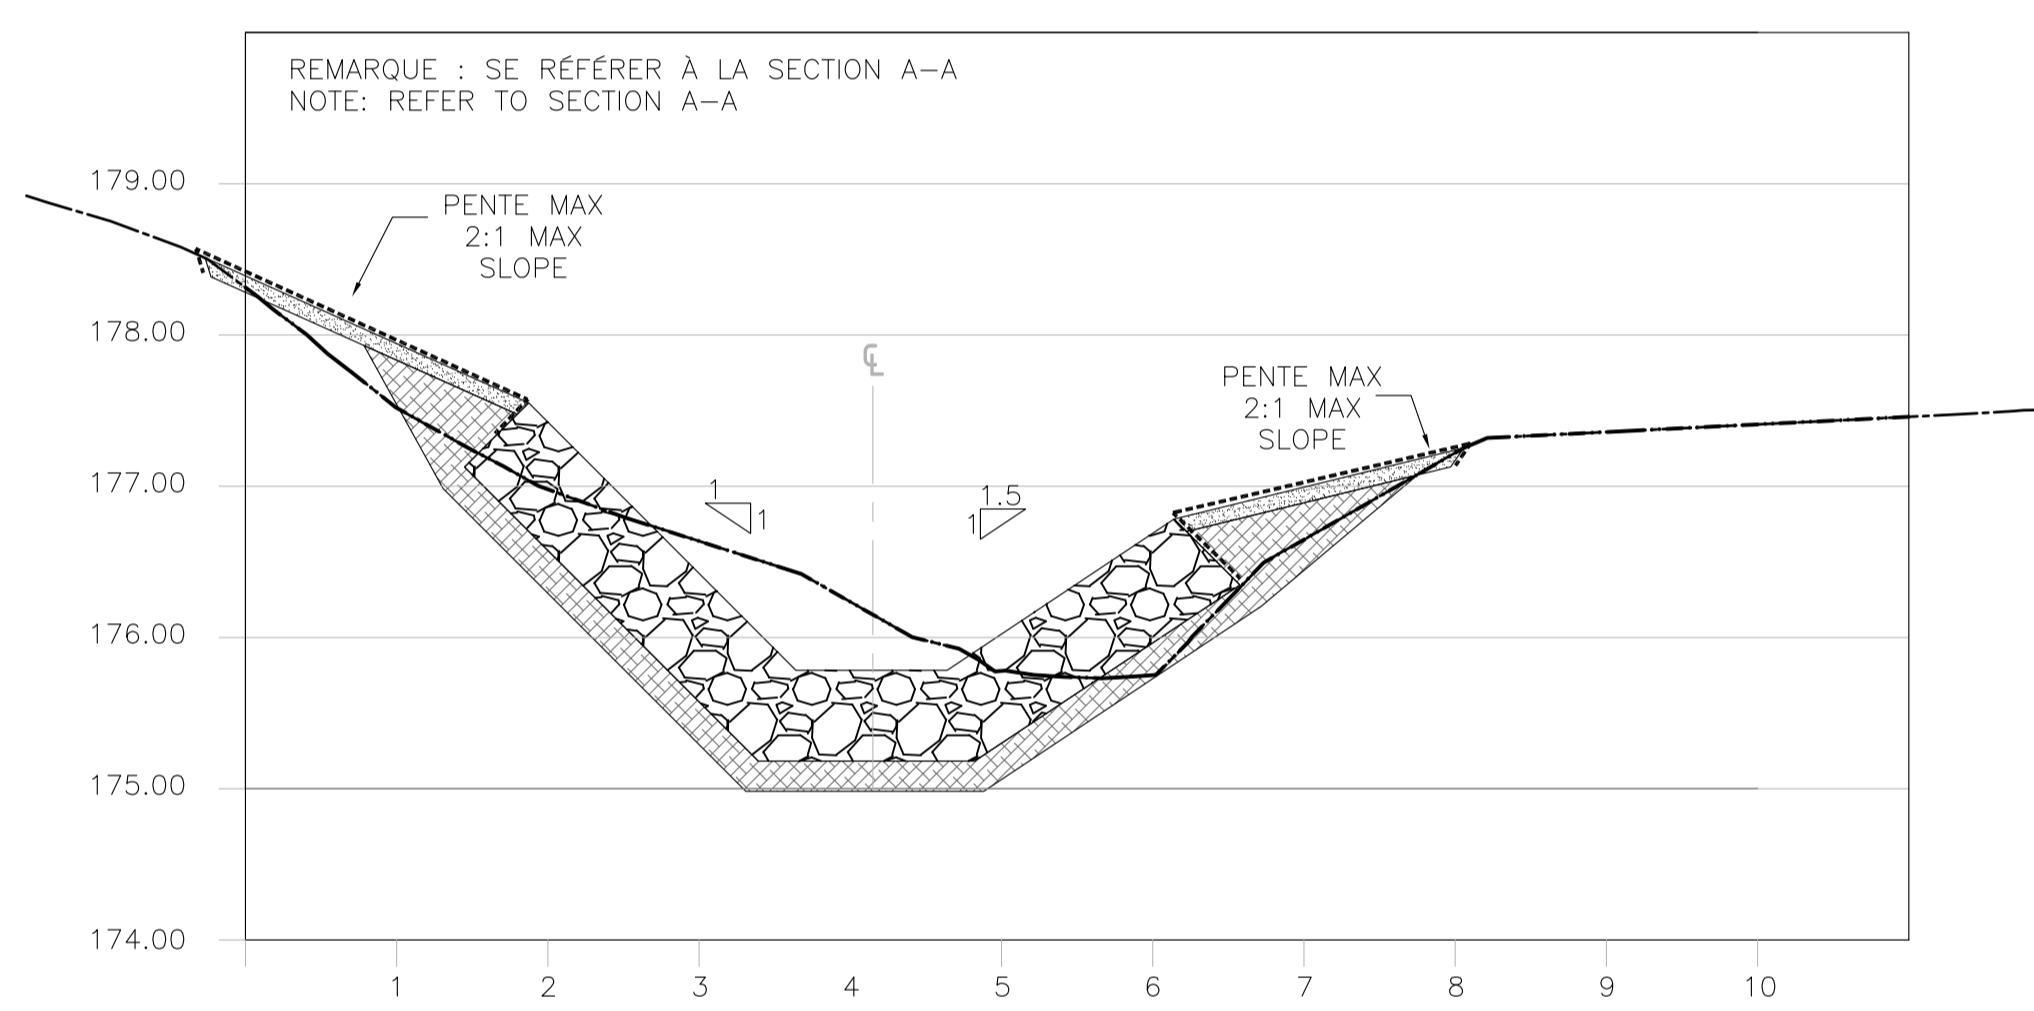 REMARQUE : SE RÉFÉRER À LA SECTION A–A
NOTE: REFER TO SECTION A–A
179.00
PENTE MAX
2:1 MAX
SLOPE
178.00
℄
PENTE MAX
2:1 MAX
SLOPE
177.00
1
1
1.5
1
176.00
175.00
174.00
1 2 3 4 5 6 7 8 9 10